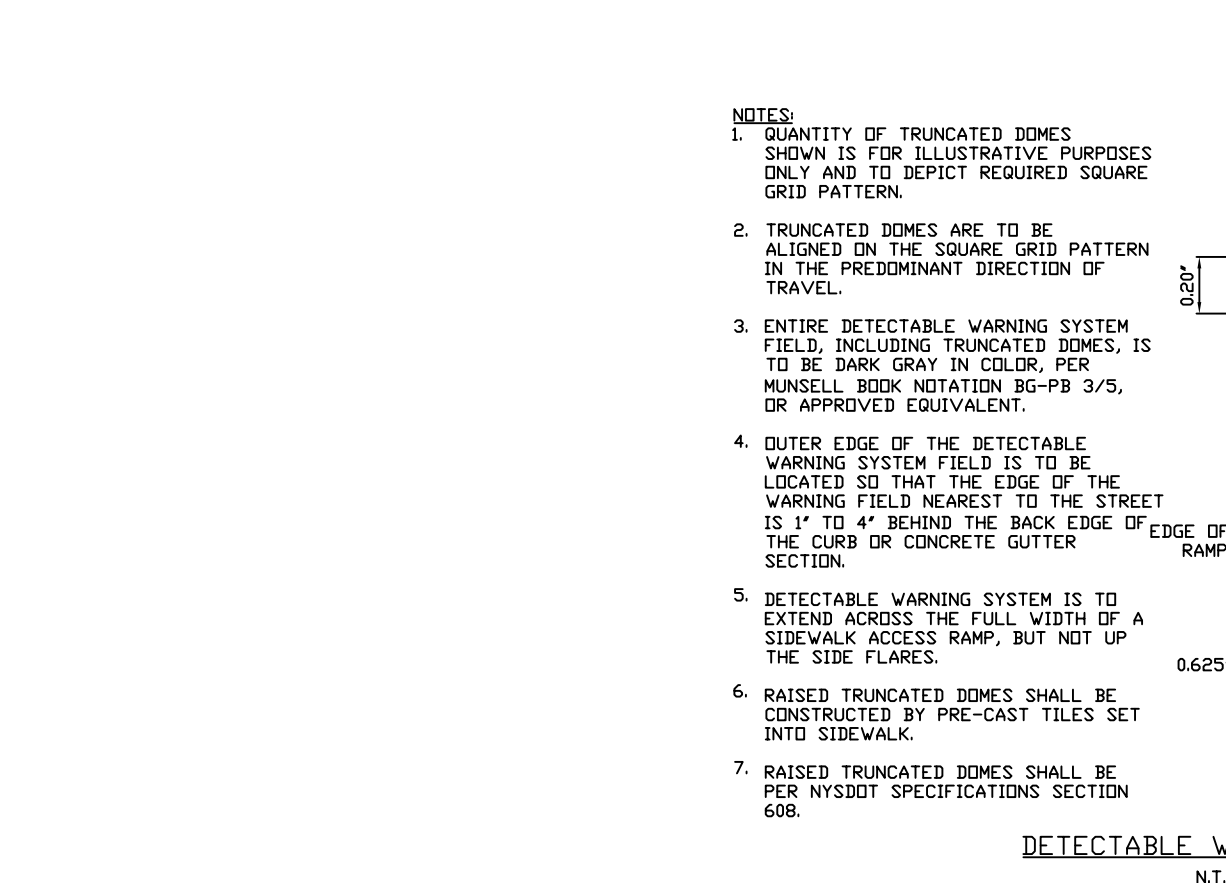 NOTES:
1. QUANTITY OF TRUNCATED DOMES
SHOWN IS FOR ILLUSTRATIVE PURPOSES
ONLY AND TO DEPICT REQUIRED SQUARE
GRID PATTERN.
2. TRUNCATED DOMES ARE TO BE
ALIGNED ON THE SQUARE GRID PATTERN
IN THE PREDOMINANT DIRECTION OF
TRAVEL.
0.20"
3. ENTIRE DETECTABLE WARNING SYSTEM
FIELD, INCLUDING TRUNCATED DOMES, IS
TO BE DARK GRAY IN COLOR, PER
MUNSELL BOOK NOTATION BG-PB 3/5,
OR APPROVED EQUIVALENT.
4. OUTER EDGE OF THE DETECTABLE
WARNING SYSTEM FIELD IS TO BE
LOCATED SO THAT THE EDGE OF THE
WARNING FIELD NEAREST TO THE STREET
IS 1" TO 4" BEHIND THE BACK EDGE OF
THE CURB OR CONCRETE GUTTER
SECTION.
EDGE OF
RAMP
5. DETECTABLE WARNING SYSTEM IS TO
EXTEND ACROSS THE FULL WIDTH OF A
SIDEWALK ACCESS RAMP, BUT NOT UP
THE SIDE FLARES.
0.625"
6. RAISED TRUNCATED DOMES SHALL BE
CONSTRUCTED BY PRE-CAST TILES SET
INTO SIDEWALK.
7. RAISED TRUNCATED DOMES SHALL BE
PER NYSDOT SPECIFICATIONS SECTION
608.
DETECTABLE W
N.T.